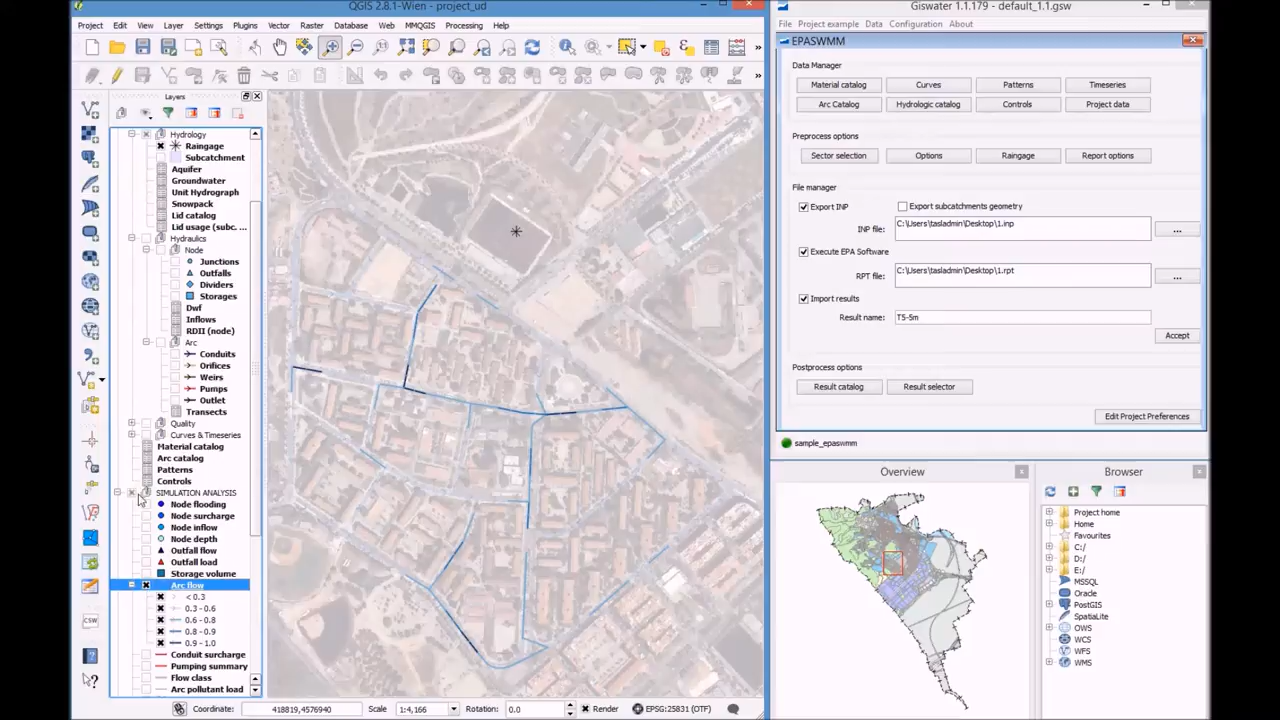 QGIS 2.8.1-Wien - project_ud
Project Edit View Layer Settings Plugins Vector Raster Database Web MMQGIS Processing Help
Layers
Hydrology
Raingage
Subcatchment
Aquifer
Groundwater
Unit Hydrograph
Snowpack
Lid catalog
Lid usage (subc. ...
Hydraulics
Node
Junctions
Outfalls
Dividers
Storages
Dwf
Inflows
RDII (node)
Arc
Conduits
Orifices
Weirs
Pumps
Outlet
Transects
Quality
Curves & Timeseries
Material catalog
Arc catalog
Patterns
Controls
SIMULATION ANALYSIS
Node flooding
Node surcharge
Node inflow
Node depth
Outfall flow
Outfall load
Storage volume
Arc flow
< 0.3
0.3 - 0.6
0.6 - 0.8
0.8 - 0.9
0.9 - 1.0
Conduit surcharge
Pumping summary
Flow class
Arc pollutant load
CSW
Coordinate: 418819,4576940 Scale 1:4,166 Rotation: 0.0 Render EPSG:25831 (OTF)
Giswater 1.1.179 - default_1.1.gsw
File Project example Data Configuration About
EPASWMM
Data Manager
Material catalog Curves Patterns Timeseries
Arc Catalog Hydrologic catalog Controls Project data
Preprocess options
Sector selection Options Raingage Report options
File manager
Export INP Export subcatchments geometry
INP file: C:\Users\tasladmin\Desktop\1.inp ...
Execute EPA Software
RPT file: C:\Users\tasladmin\Desktop\1.rpt ...
Import results
Result name: T5-5m
Accept
Postprocess options
Result catalog Result selector
Edit Project Preferences
sample_epaswmm
Overview
Browser
Project home
Home
Favourites
C:/
D:/
E:/
MSSQL
Oracle
PostGIS
SpatiaLite
OWS
WCS
WFS
WMS